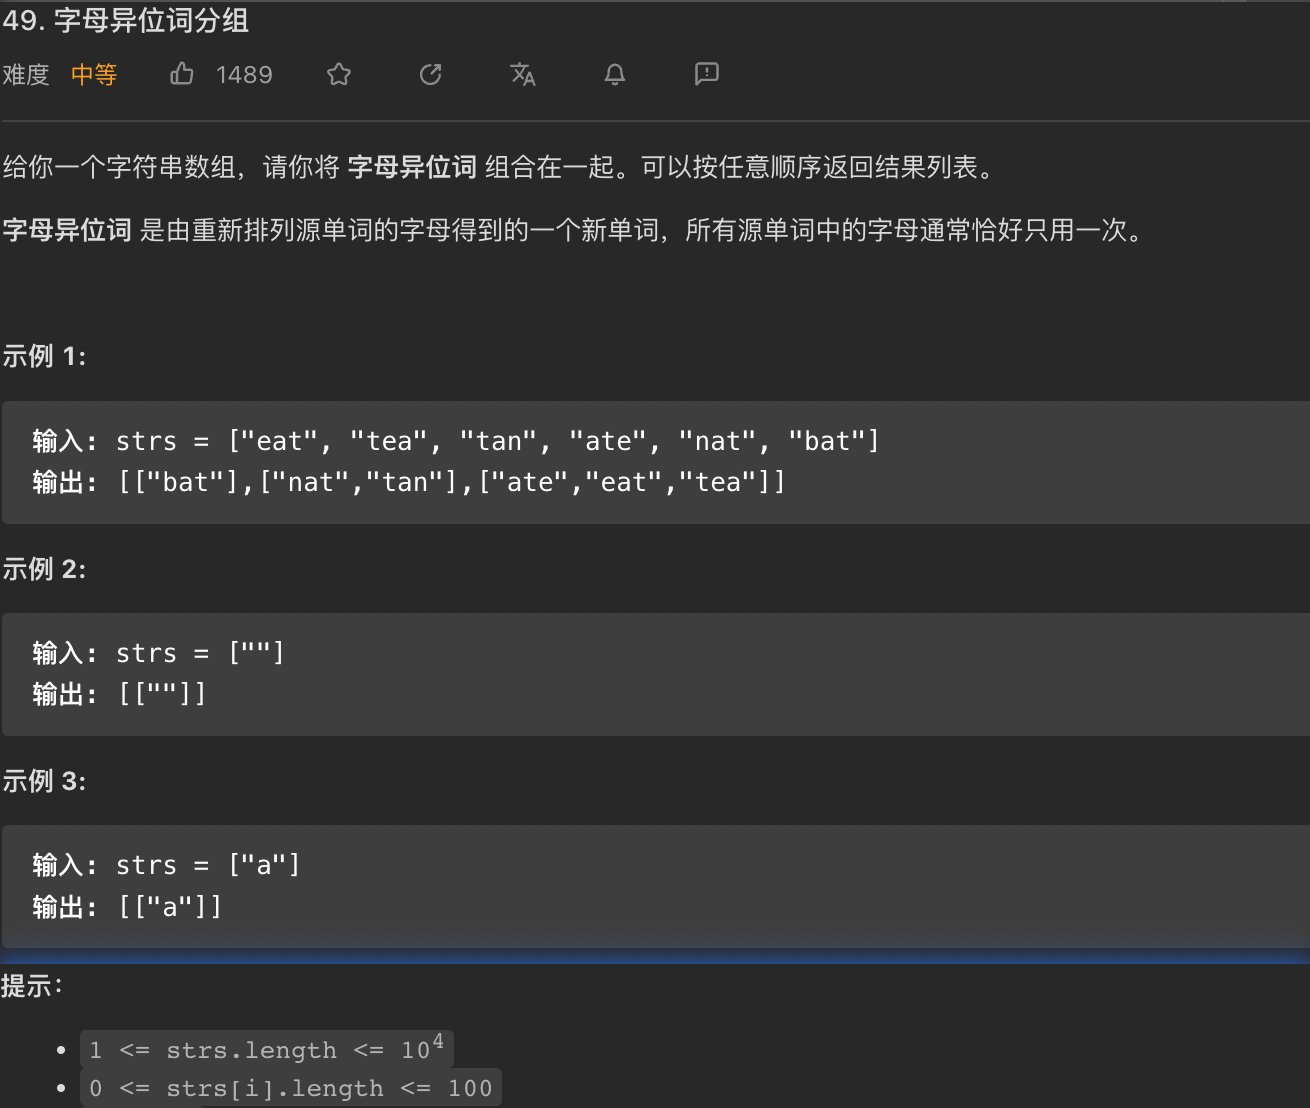 49. 字母异位词分组
难度 中等 1489
给你一个字符串数组，请你将 字母异位词 组合在一起。可以按任意顺序返回结果列表。
字母异位词 是由重新排列源单词的字母得到的一个新单词，所有源单词中的字母通常恰好只用一次。
示例 1:
输入: strs = ["eat", "tea", "tan", "ate", "nat", "bat"]
输出: [["bat"],["nat","tan"],["ate","eat","tea"]]
示例 2:
输入: strs = [""]
输出: [[""]]
示例 3:
输入: strs = ["a"]
输出: [["a"]]
提示：
• 1 <= strs.length <= 10⁴
• 0 <= strs[i].length <= 100